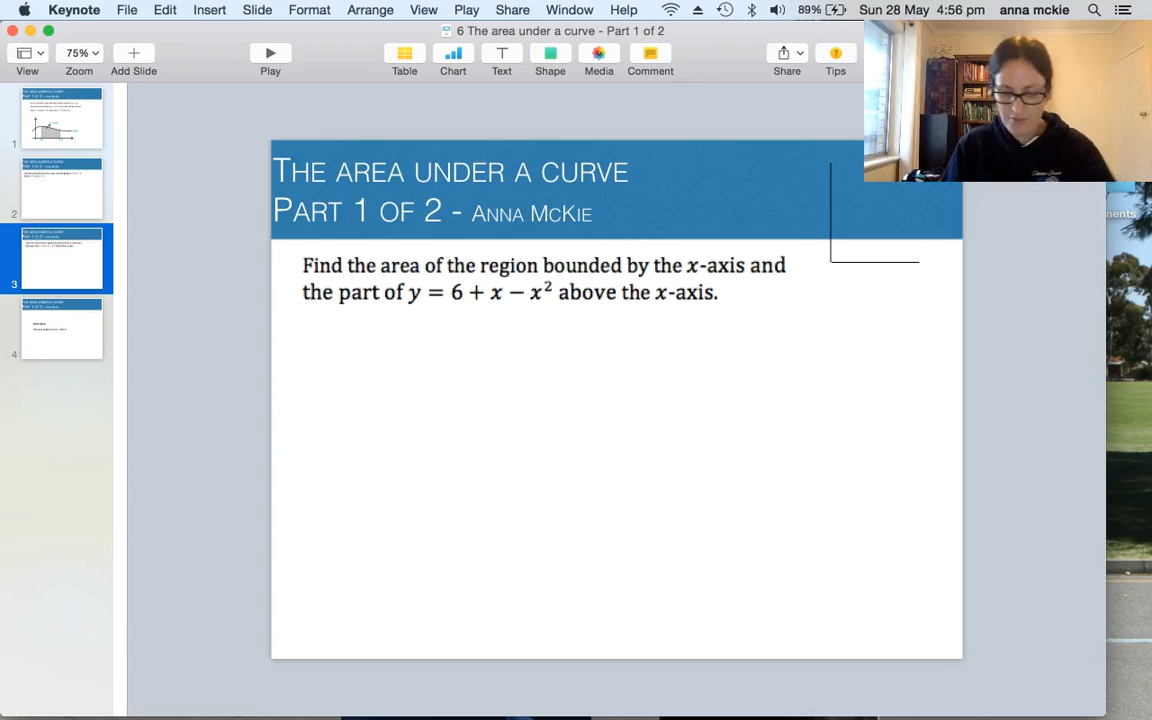 Keynote File Edit Insert Slide Format Arrange View Play Share Window Help 89% Sun 28 May 4:56 pm anna mckie
6 The area under a curve - Part 1 of 2
75%
View Zoom Add Slide Play Table Chart Text Shape Media Comment Share Tips
1
2
3
4
THE AREA UNDER A CURVE
PART 1 OF 2 - ANNA MCKIE
Find the area of the region bounded by the x-axis and
the part of y = 6 + x − x² above the x-axis.